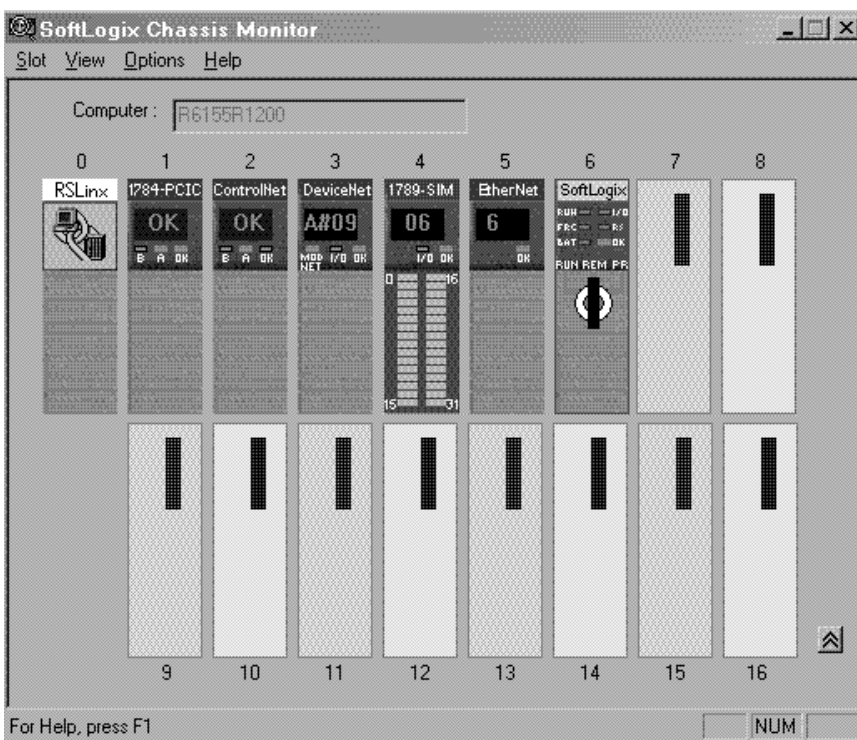 SoftLogix Chassis Monitor
Slot View Options Help
Computer : R6155R1200
0 1 2 3 4 5 6 7 8
RSLinx 1784-PCIC ControlNet DeviceNet 1789-SIM EtherNet SoftLogix
OK OK A#09 06 6
RUN I/O
FRC RS
BAT OK
B A OK B A OK MOD I/O OK I/O OK OK
NET
RUN REM PR
0 16
15 31
9 10 11 12 13 14 15 16
For Help, press F1 NUM